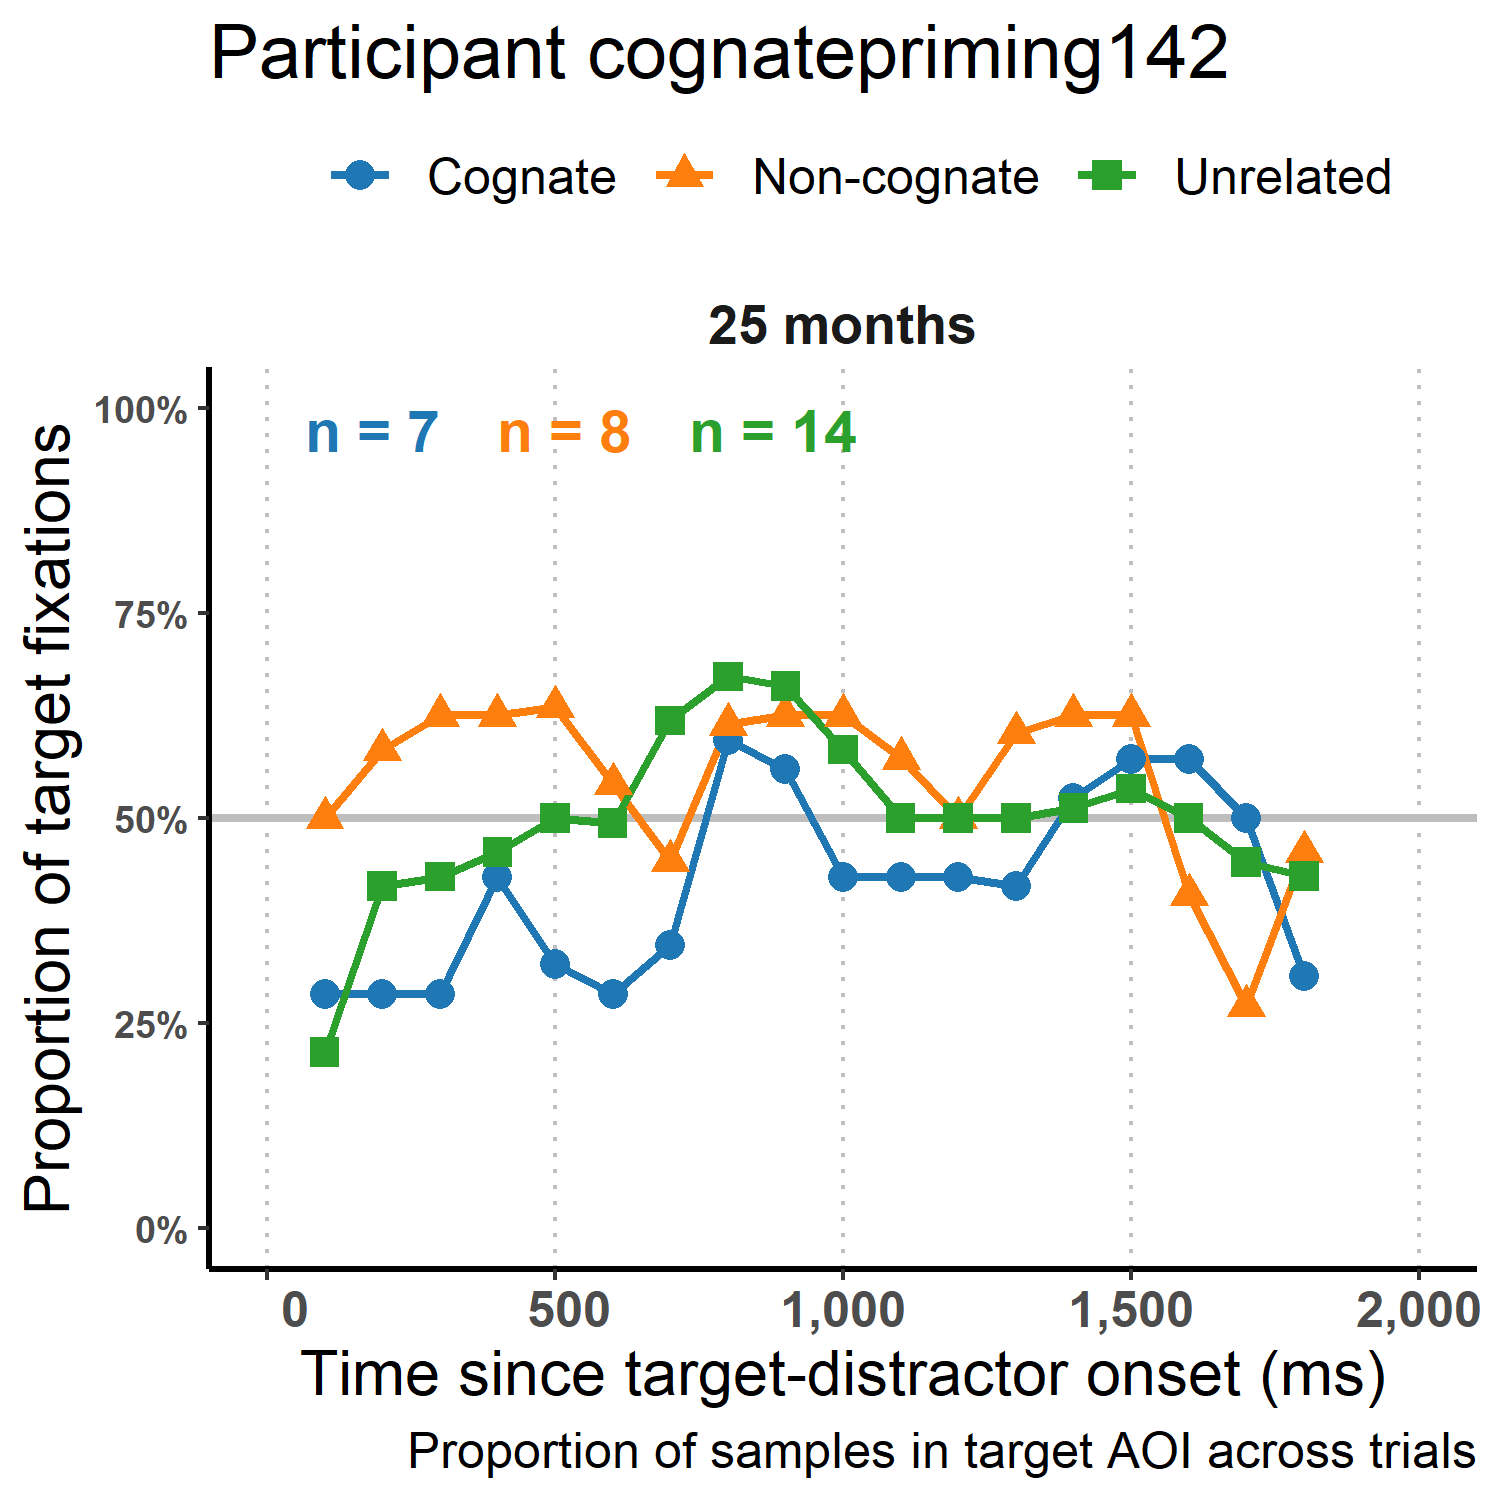 Participant cognatepriming142
Cognate Non-cognate Unrelated
25 months
n = 7 n = 8 n = 14
Proportion of target fixations
100%
75%
50%
25%
0%
0 500 1,000 1,500 2,000
Time since target-distractor onset (ms)
Proportion of samples in target AOI across trials